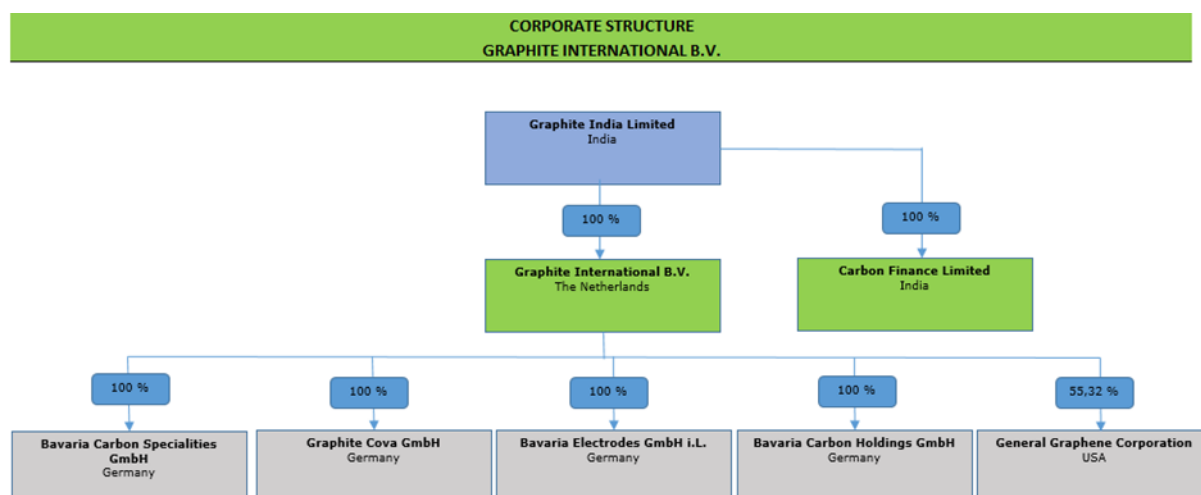 CORPORATE STRUCTURE
GRAPHITE INTERNATIONAL B.V.
Graphite India Limited
India
100 %
100 %
Graphite International B.V.
The Netherlands
Carbon Finance Limited
India
100 %
100 %
100 %
100 %
55,32 %
Bavaria Carbon Specialities
GmbH
Germany
Graphite Cova GmbH
Germany
Bavaria Electrodes GmbH i.L.
Germany
Bavaria Carbon Holdings GmbH
Germany
General Graphene Corporation
USA